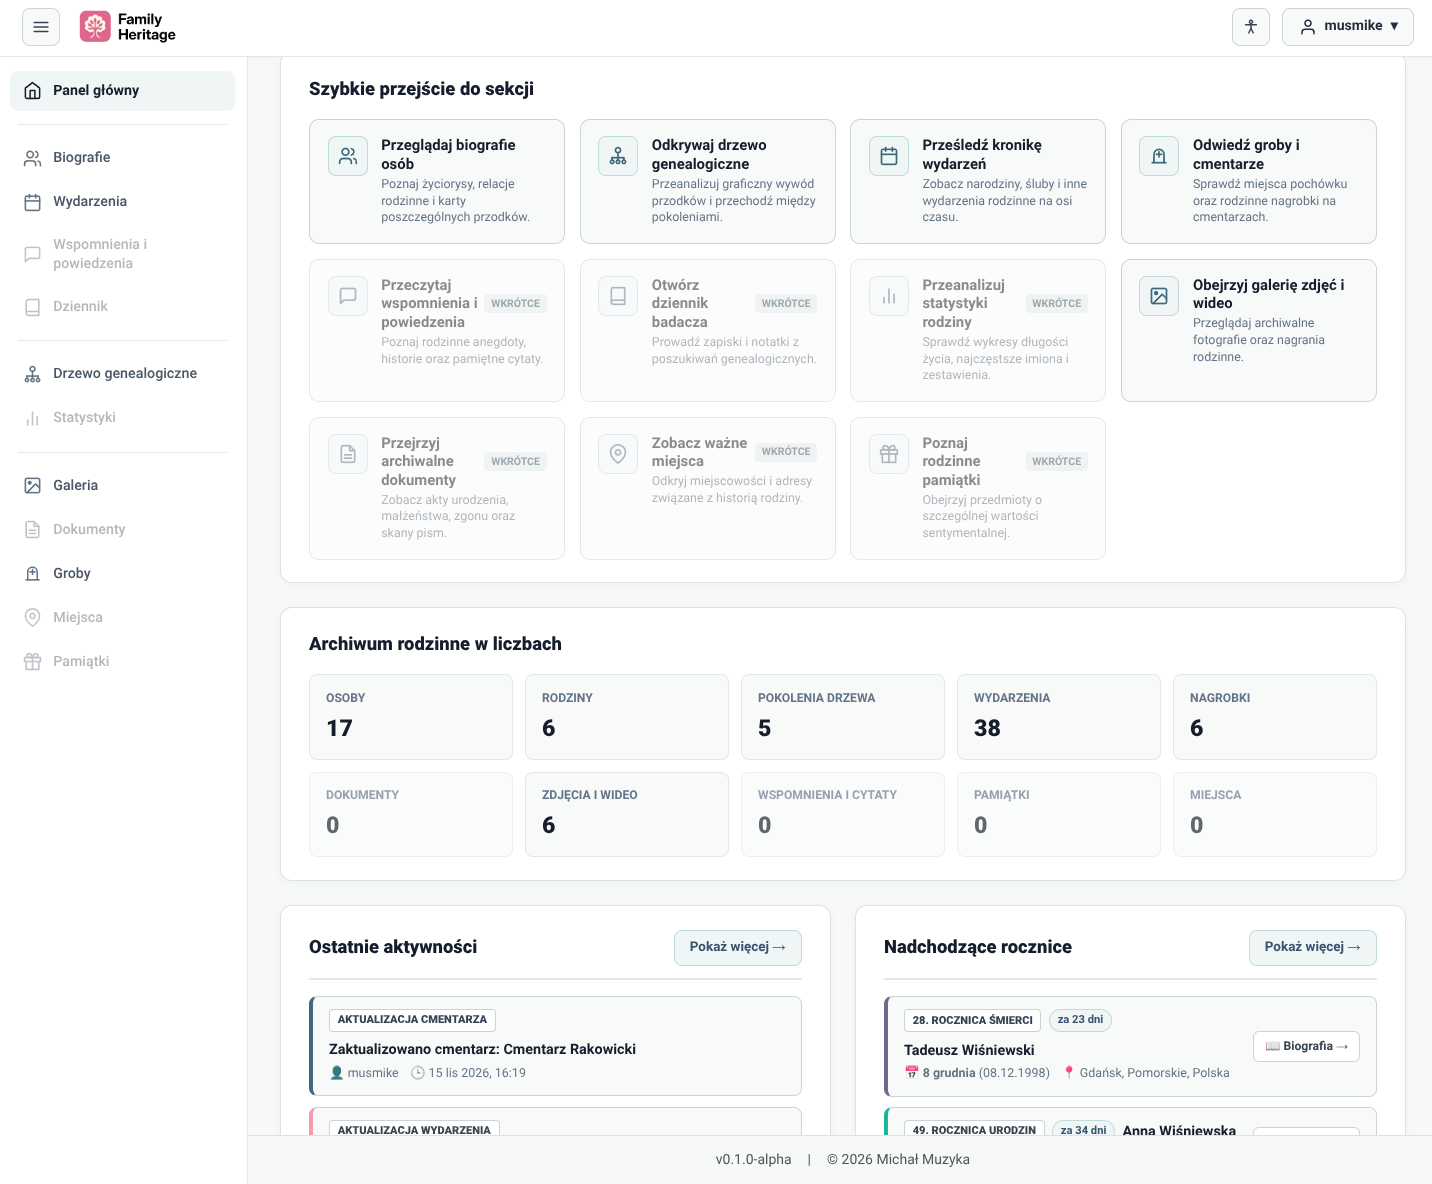 Family
Heritage
musmike ▼
Panel główny
Biografie
Wydarzenia
Wspomnienia i
powiedzenia
Dziennik
Drzewo genealogiczne
Statystyki
Galeria
Dokumenty
Groby
Miejsca
Pamiątki
Szybkie przejście do sekcji
Przeglądaj biografie
osób
Poznaj życiorysy, relacje
rodzinne i karty
poszczególnych przodków.
Odkrywaj drzewo
genealogiczne
Przeanalizuj graficzny wywód
przodków i przechodź między
pokoleniami.
Prześledź kronikę
wydarzeń
Zobacz narodziny, śluby i inne
wydarzenia rodzinne na osi
czasu.
Odwiedź groby i
cmentarze
Sprawdź miejsca pochówku
oraz rodzinne nagrobki na
cmentarzach.
Przeczytaj
wspomnienia i
powiedzenia
WKRÓTCE
Poznaj rodzinne anegdoty,
historie oraz pamiętne cytaty.
Otwórz
dziennik
badacza
WKRÓTCE
Prowadź zapiski i notatki z
poszukiwań genealogicznych.
Przeanalizuj
statystyki
rodziny
WKRÓTCE
Sprawdź wykresy długości
życia, najczęstsze imiona i
zestawienia.
Obejrzyj galerię zdjęć i
wideo
Przeglądaj archiwalne
fotografie oraz nagrania
rodzinne.
Przejrzyj
archiwalne
dokumenty
WKRÓTCE
Zobacz akty urodzenia,
małżeństwa, zgonu oraz
skany pism.
Zobacz ważne
miejsca
WKRÓTCE
Odkryj miejscowości i adresy
związane z historią rodziny.
Poznaj
rodzinne
pamiątki
WKRÓTCE
Obejrzyj przedmioty o
szczególnej wartości
sentymentalnej.
Archiwum rodzinne w liczbach
OSOBY
17
RODZINY
6
POKOLENIA DRZEWA
5
WYDARZENIA
38
NAGROBKI
6
DOKUMENTY
0
ZDJĘCIA I WIDEO
6
WSPOMNIENIA I CYTATY
0
PAMIĄTKI
0
MIEJSCA
0
Ostatnie aktywności
Pokaż więcej →
AKTUALIZACJA CMENTARZA
Zaktualizowano cmentarz: Cmentarz Rakowicki
musmike 15 lis 2026, 16:19
AKTUALIZACJA WYDARZENIA
Nadchodzące rocznice
Pokaż więcej →
28. ROCZNICA ŚMIERCI za 23 dni
Tadeusz Wiśniewski
8 grudnia (08.12.1998) Gdańsk, Pomorskie, Polska
Biografia →
49. ROCZNICA URODZIN za 34 dni Anna Wiśniewska
v0.1.0-alpha | © 2026 Michał Muzyka